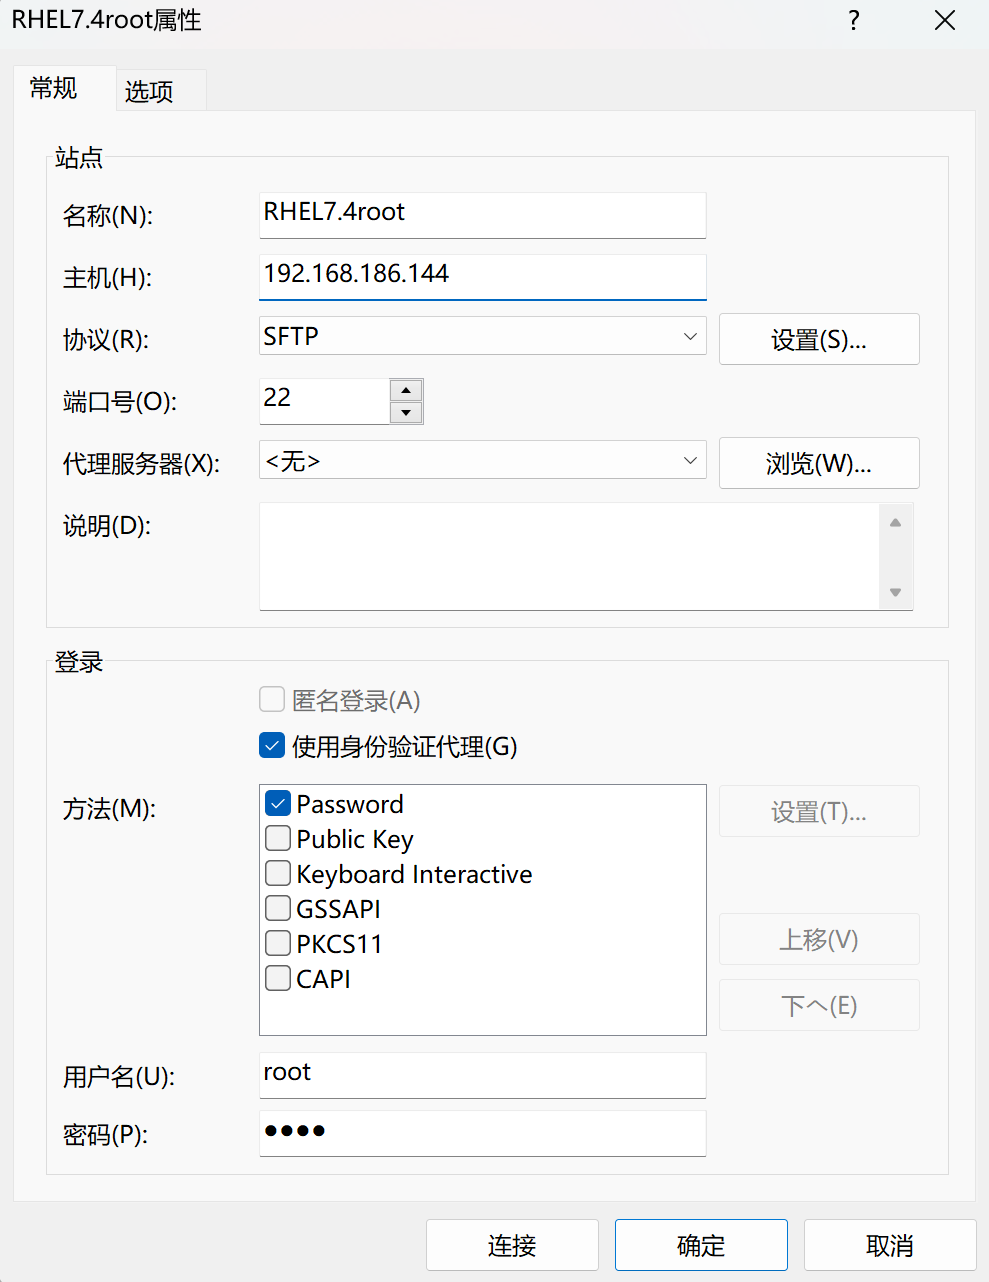 RHEL7.4root属性
?
常规
选项
站点
名称(N):
RHEL7.4root
主机(H):
192.168.186.144
协议(R):
SFTP
设置(S)...
端口号(O):
22
代理服务器(X):
<无>
浏览(W)...
说明(D):
登录
匿名登录(A)
使用身份验证代理(G)
方法(M):
Password
Public Key
Keyboard Interactive
GSSAPI
PKCS11
CAPI
设置(T)...
上移(V)
下へ(E)
用户名(U):
root
密码(P):
●●●●
连接
确定
取消